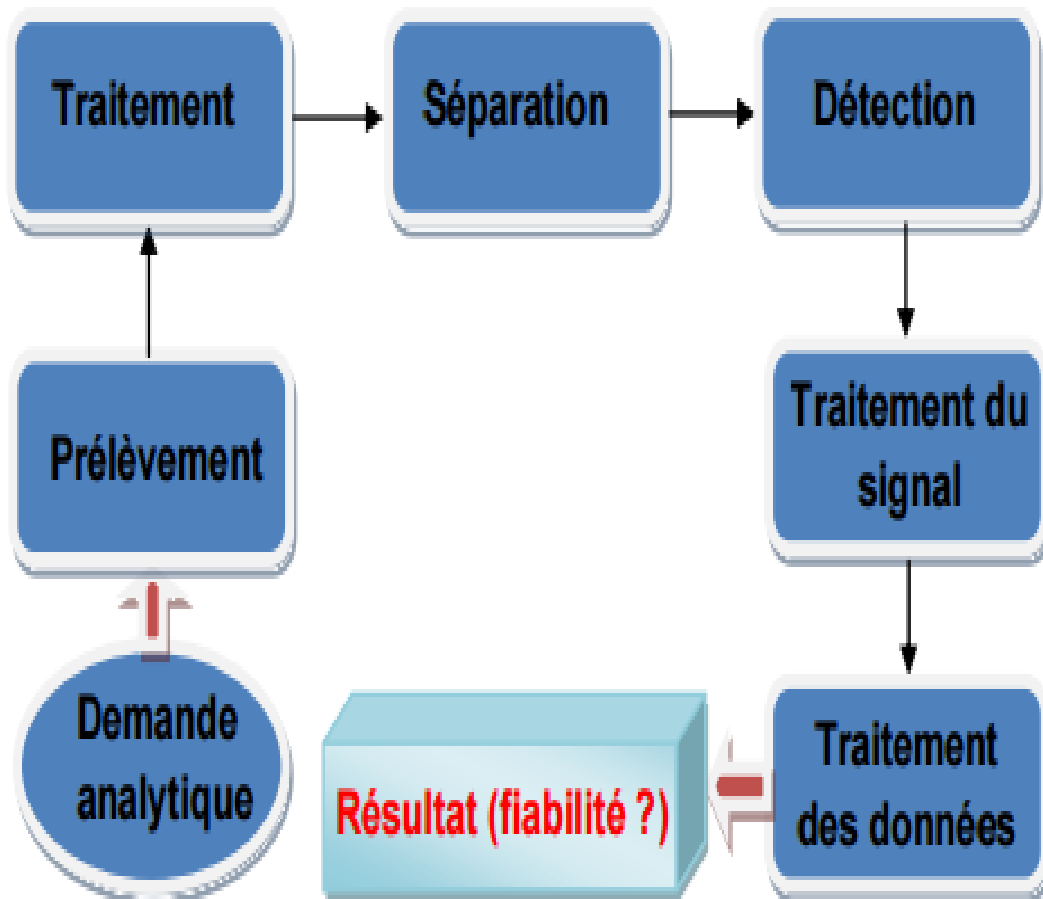 Traitement
Séparation
Détection
Prélèvement
Traitement du
signal
Demande
analytique
Résultat (fiabilité ?)
Traitement
des données